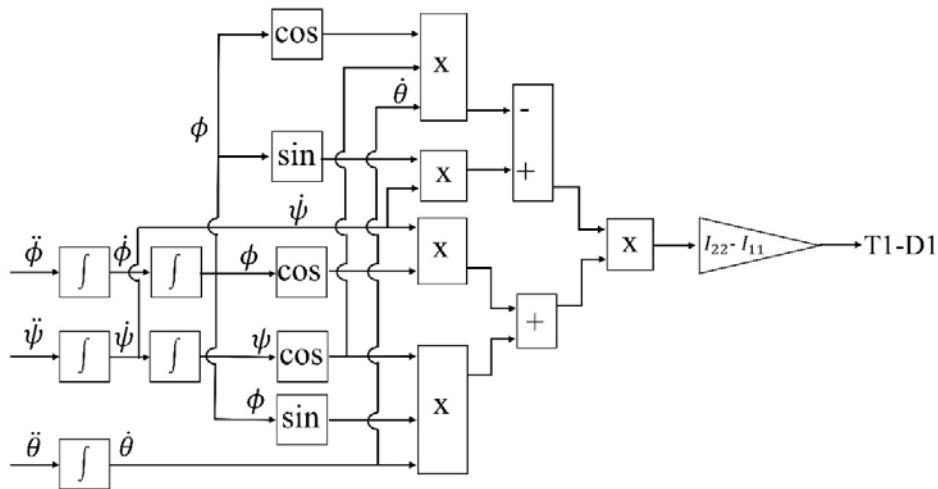 cos
x
θ̇
-
ϕ
sin
x
+
ψ̇
x
x
I₂₂- I₁₁
T1-D1
ϕ̈
∫
ϕ̇
∫
ϕ
cos
+
ψ̈
∫
ψ̇
∫
ψ
cos
x
ϕ
sin
θ̈
∫
θ̇